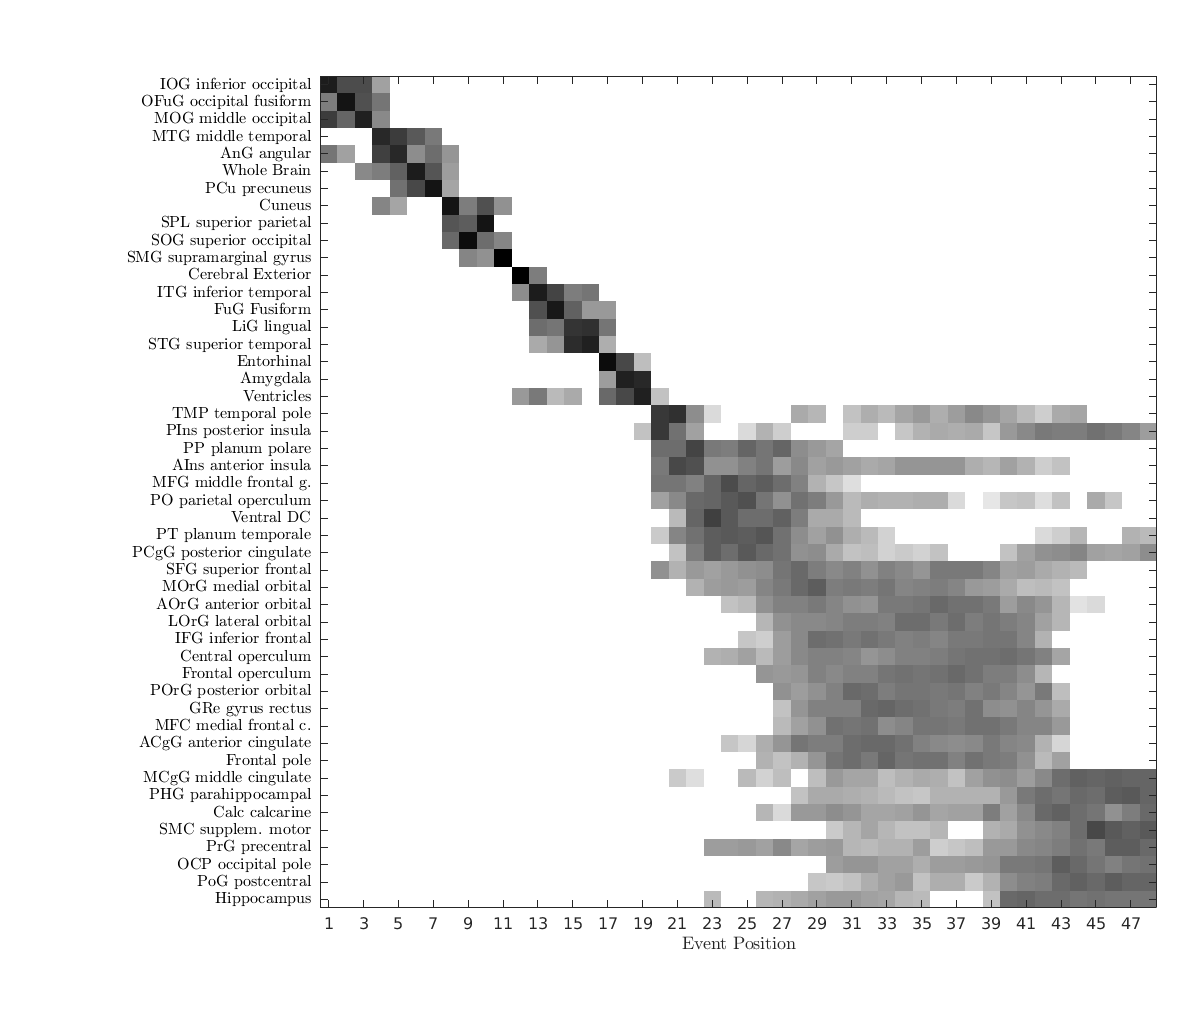 IOG inferior occipital
OFuG occipital fusiform
MOG middle occipital
MTG middle temporal
AnG angular
Whole Brain
PCu precuneus
Cuneus
SPL superior parietal
SOG superior occipital
SMG supramarginal gyrus
Cerebral Exterior
ITG inferior temporal
FuG Fusiform
LiG lingual
STG superior temporal
Entorhinal
Amygdala
Ventricles
TMP temporal pole
PIns posterior insula
PP planum polare
AIns anterior insula
MFG middle frontal g.
PO parietal operculum
Ventral DC
PT planum temporale
PCgG posterior cingulate
SFG superior frontal
MOrG medial orbital
AOrG anterior orbital
LOrG lateral orbital
IFG inferior frontal
Central operculum
Frontal operculum
POrG posterior orbital
GRe gyrus rectus
MFC medial frontal c.
ACgG anterior cingulate
Frontal pole
MCgG middle cingulate
PHG parahippocampal
Calc calcarine
SMC supplem. motor
PrG precentral
OCP occipital pole
PoG postcentral
Hippocampus
1 3 5 7 9 11 13 15 17 19 21 23 25 27 29 31 33 35 37 39 41 43 45 47
Event Position